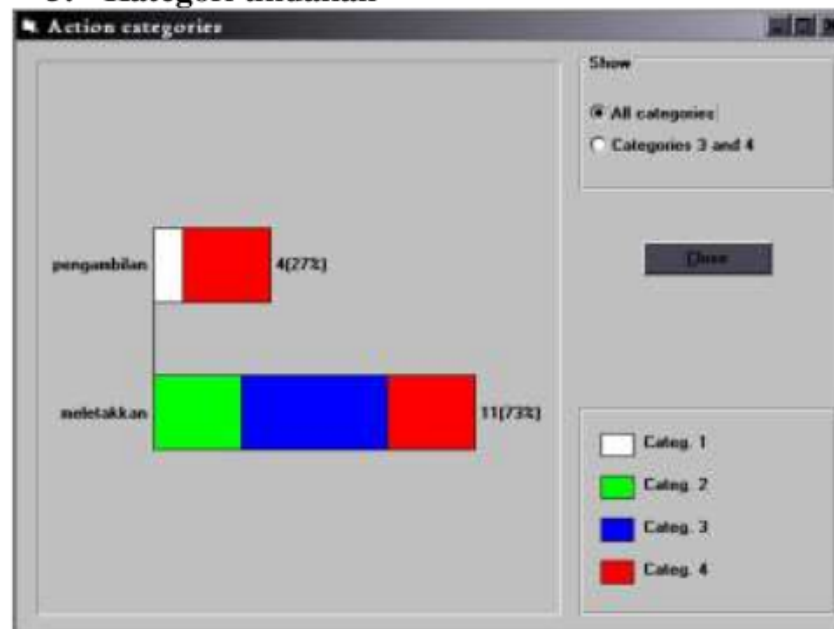 Action categories
Show
All categories
Categories 3 and 4
pengambilan
4(27%)
Close
meletakkan
11(73%)
Categ. 1
Categ. 2
Categ. 3
Categ. 4